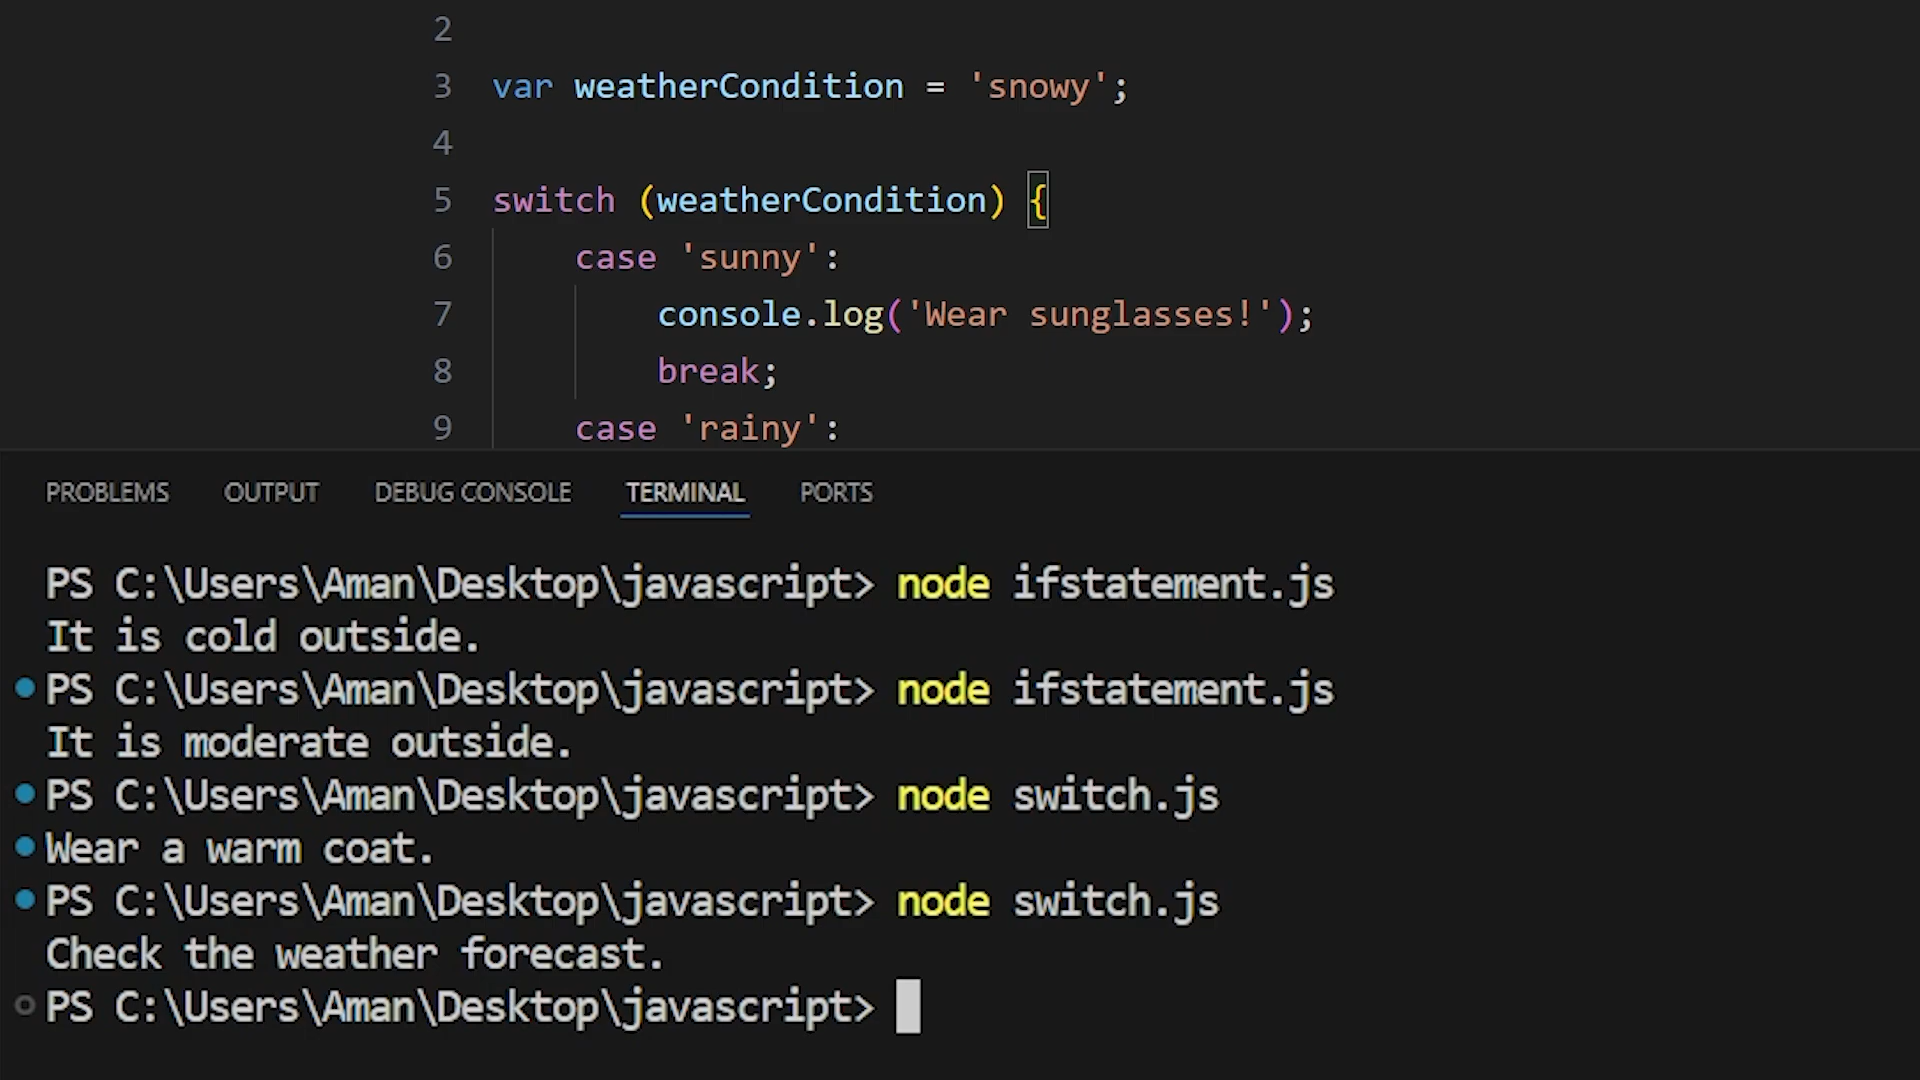 2
3 var weatherCondition = 'snowy';
4
5 switch (weatherCondition) {
6 case 'sunny':
7 console.log('Wear sunglasses!');
8 break;
9 case 'rainy':
PROBLEMS OUTPUT DEBUG CONSOLE TERMINAL PORTS
PS C:\Users\Aman\Desktop\javascript> node ifstatement.js
It is cold outside.
PS C:\Users\Aman\Desktop\javascript> node ifstatement.js
It is moderate outside.
PS C:\Users\Aman\Desktop\javascript> node switch.js
Wear a warm coat.
PS C:\Users\Aman\Desktop\javascript> node switch.js
Check the weather forecast.
PS C:\Users\Aman\Desktop\javascript>